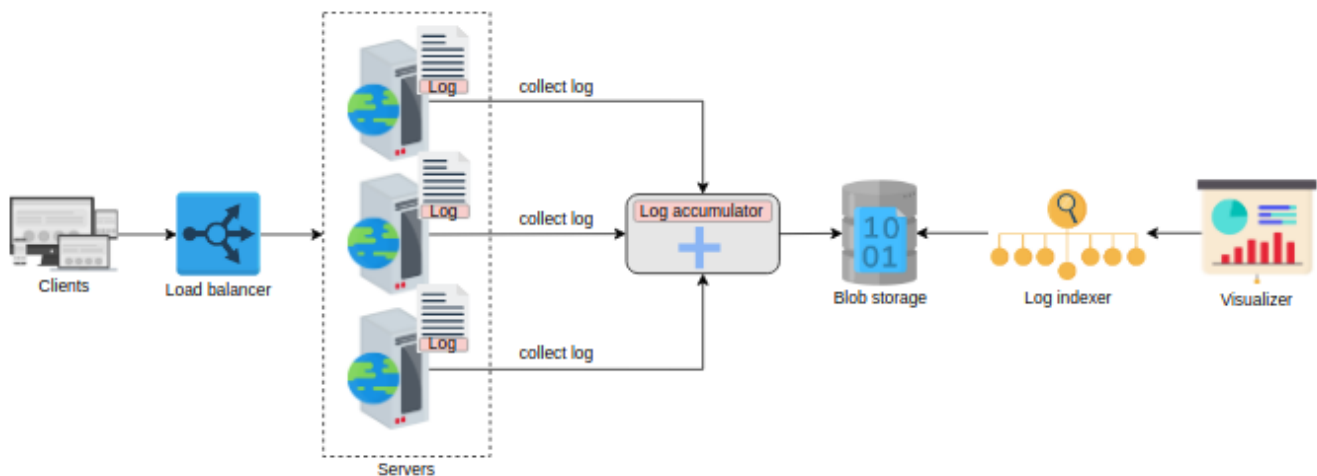 Log
collect log
Log
collect log
Log accumulator
10
01
Clients
Load balancer
Blob storage
Log indexer
Visualizer
Log
collect log
Servers